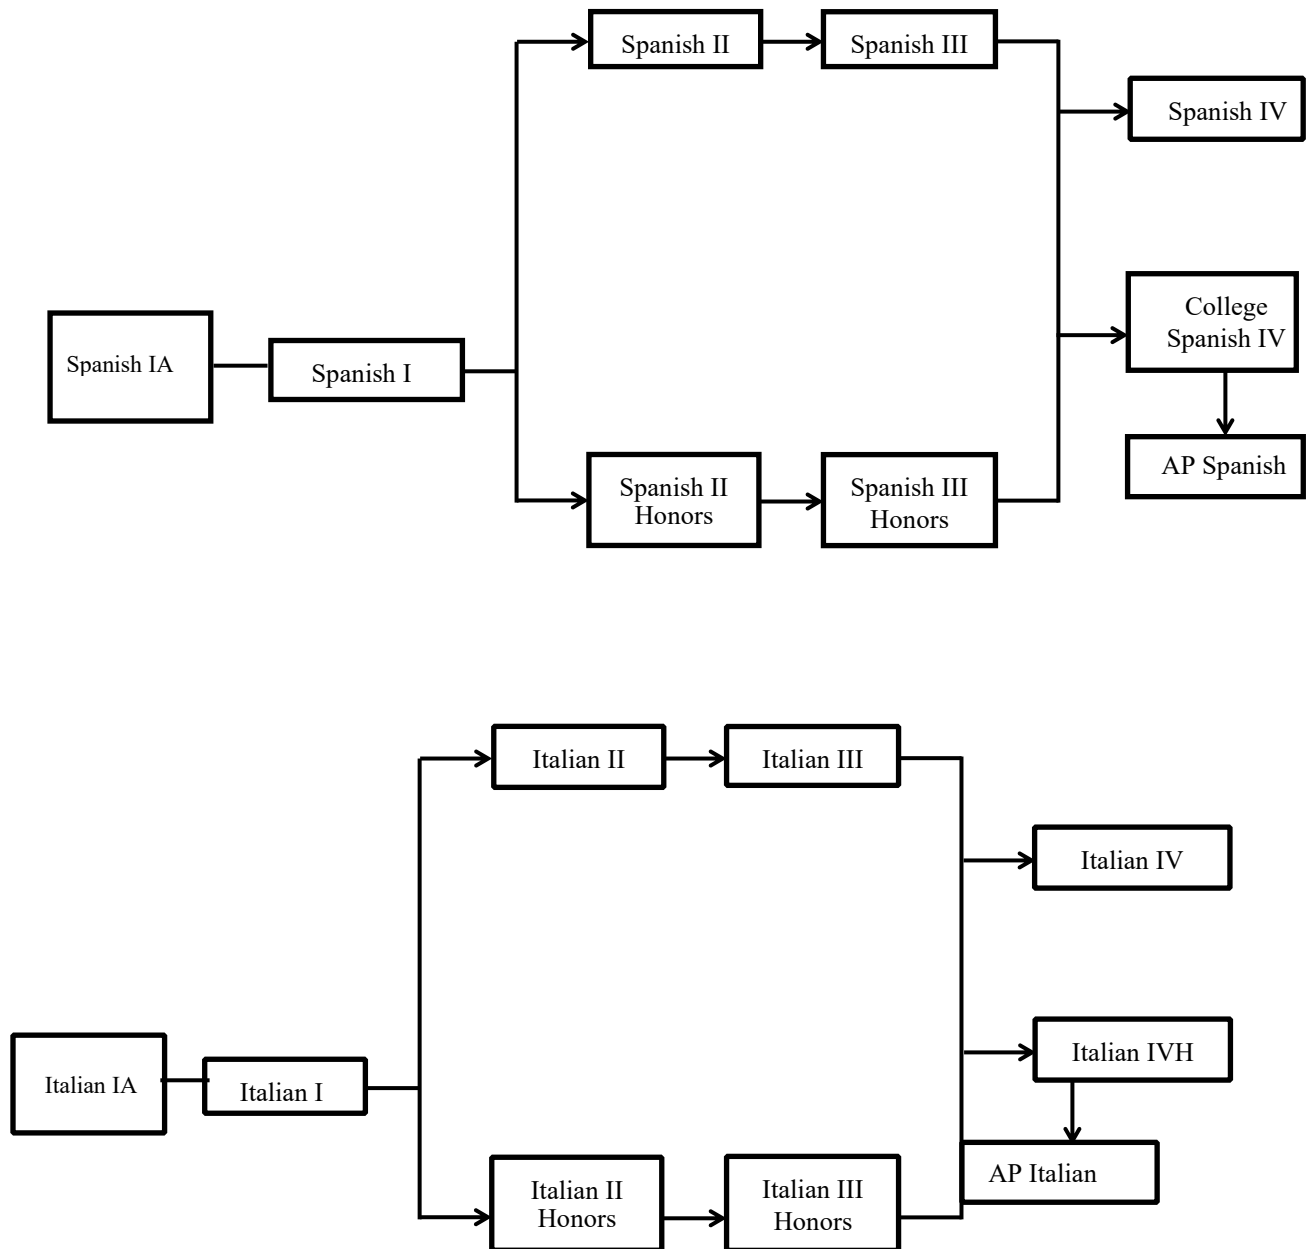 Spanish II
Spanish III
Spanish IV
College
Spanish IV
Spanish IA
Spanish I
AP Spanish
Spanish II
Honors
Spanish III
Honors
Italian II
Italian III
Italian IV
Italian IVH
Italian IA
Italian I
AP Italian
Italian II
Honors
Italian III
Honors